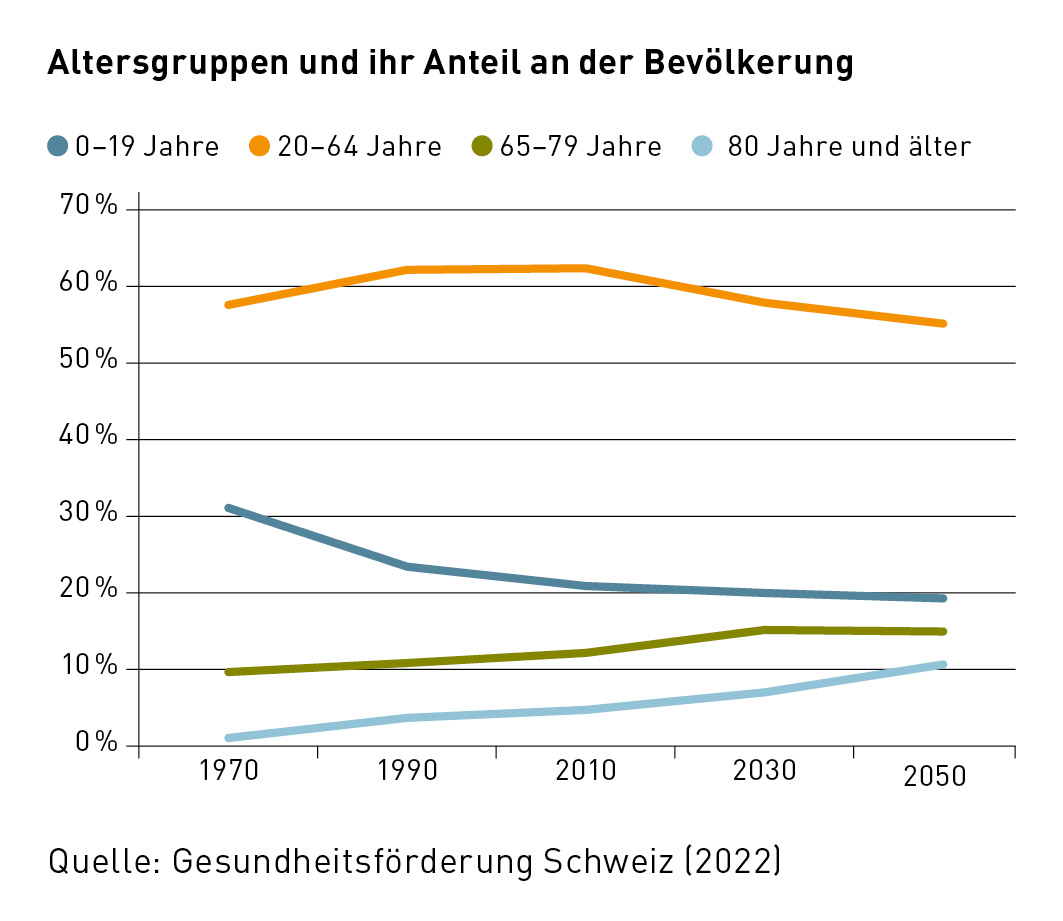 Altersgruppen und ihr Anteil an der Bevölkerung
0–19 Jahre 20–64 Jahre 65–79 Jahre 80 Jahre und älter
70 %
60 %
50 %
40 %
30 %
20 %
10 %
0 %
1970 1990 2010 2030 2050
Quelle: Gesundheitsförderung Schweiz (2022)